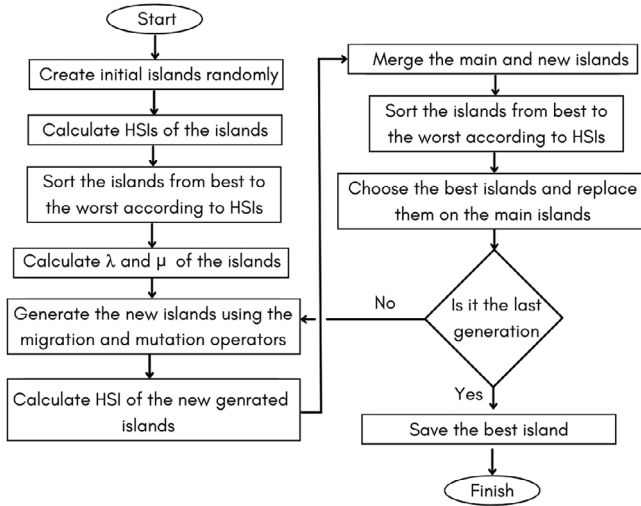 Start
Create initial islands randomly
Calculate HSIs of the islands
Sort the islands from best to
the worst according to HSIs
Calculate λ and μ of the islands
Generate the new islands using the
migration and mutation operators
Calculate HSI of the new genrated
islands
Merge the main and new islands
Sort the islands from best to
the worst according to HSIs
Choose the best islands and replace
them on the main islands
Is it the last
generation
No
Yes
Save the best island
Finish